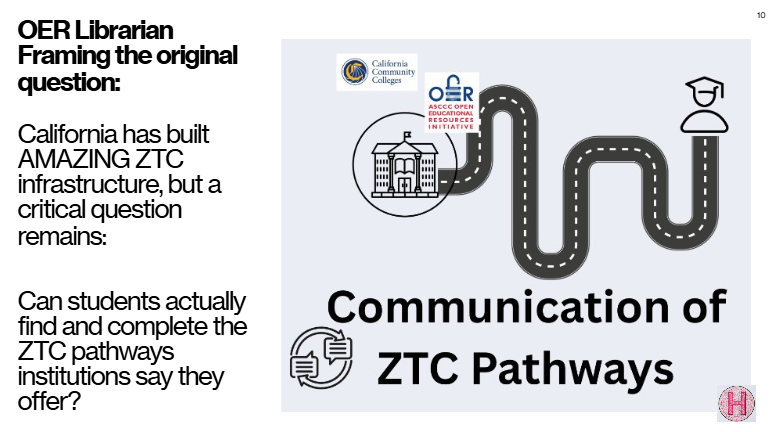 10
OER Librarian
Framing the original
question:
California has built
AMAZING ZTC
infrastructure, but a
critical question
remains:
Can students actually
find and complete the
ZTC pathways
institutions say they
offer?
California
Community
Colleges
OER
ASCCC OPEN
EDUCATIONAL
RESOURCES
INITIATIVE
Communication of
ZTC Pathways
H